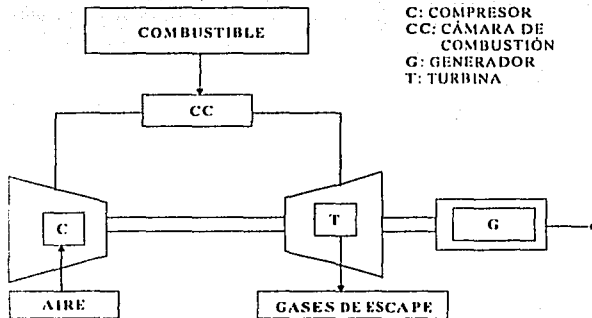 COMBUSTIBLE
C: COMPRESOR
CC: CÁMARA DE
COMBUSTIÓN
G: GENERADOR
T: TURBINA
CC
C
T
G
AIRE
GASES DE ESCAPE